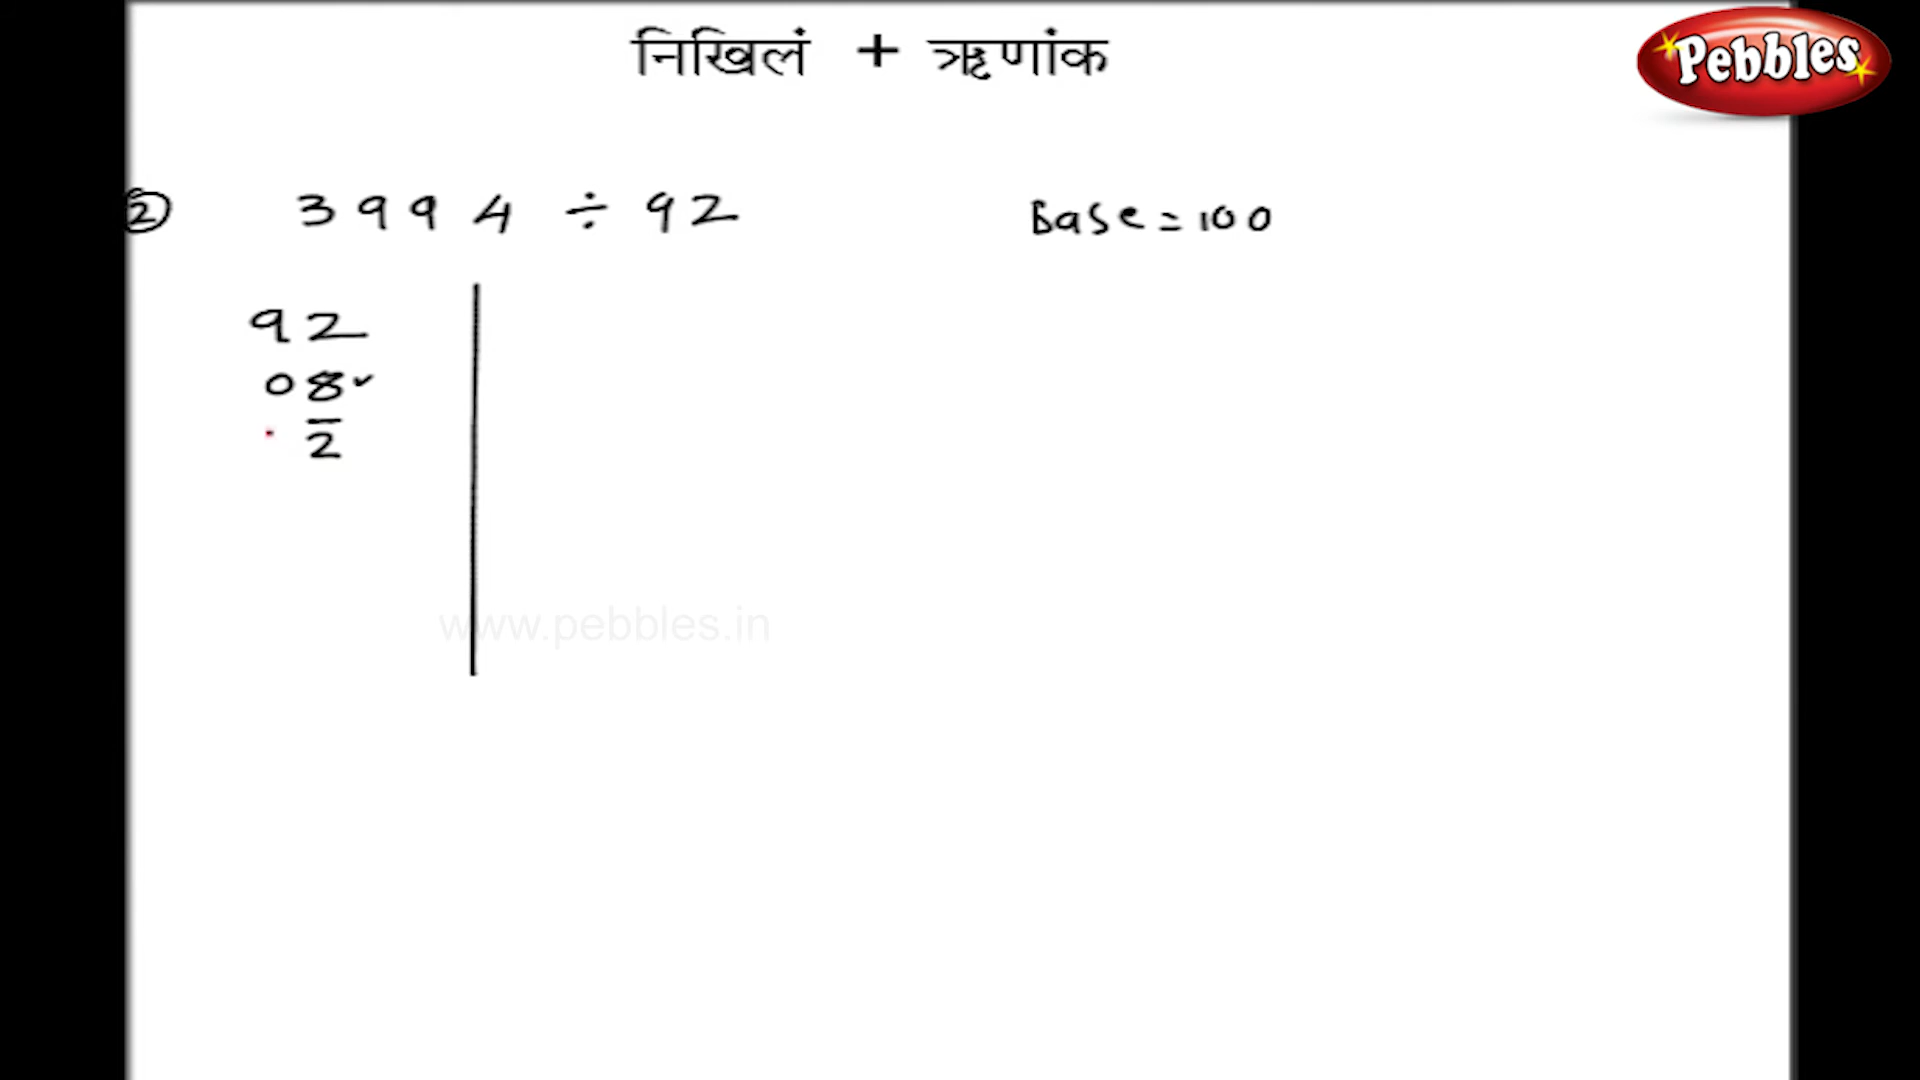 निखिलं + ऋणांक
Pebbles
② 3994 ÷ 92 Base = 100
92
08✓
2̅
www.pebbles.in